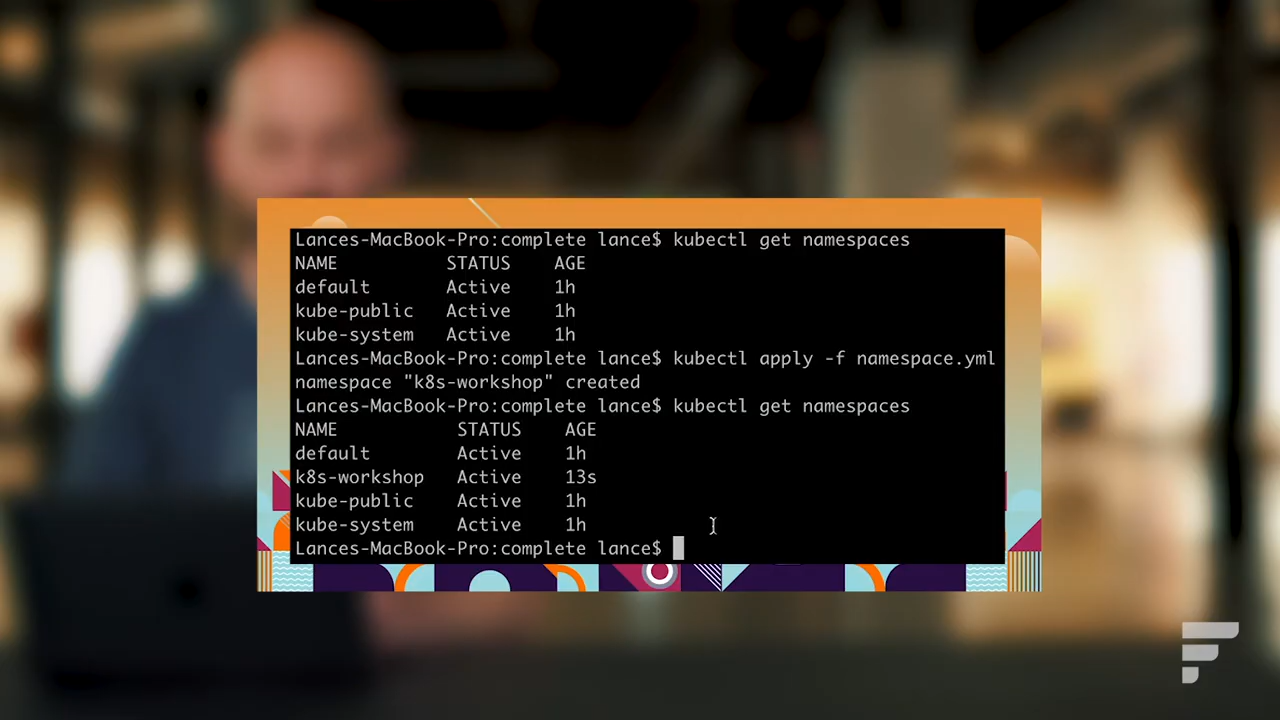 Lances-MacBook-Pro:complete lance$ kubectl get namespaces
NAME STATUS AGE
default Active 1h
kube-public Active 1h
kube-system Active 1h
Lances-MacBook-Pro:complete lance$ kubectl apply -f namespace.yml
namespace "k8s-workshop" created
Lances-MacBook-Pro:complete lance$ kubectl get namespaces
NAME STATUS AGE
default Active 1h
k8s-workshop Active 13s
kube-public Active 1h
kube-system Active 1h
Lances-MacBook-Pro:complete lance$